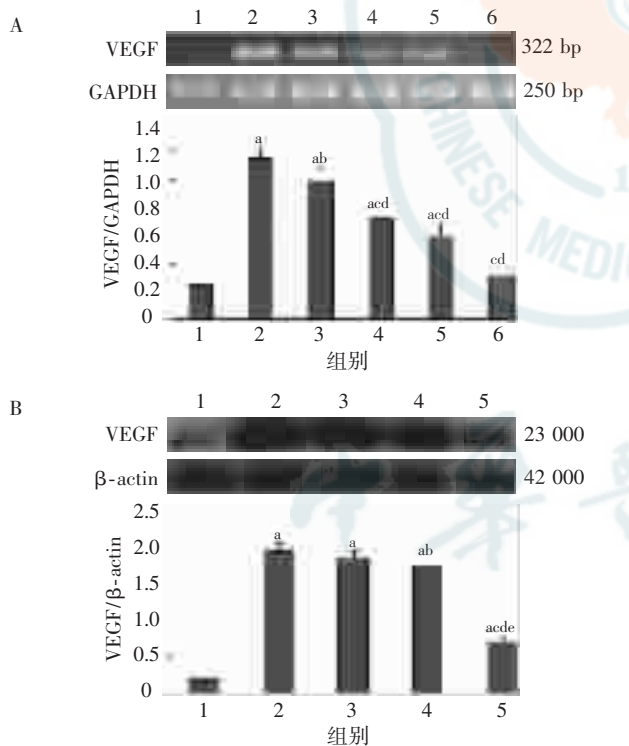 A
1 2 3 4 5 6
VEGF 322 bp
GAPDH 250 bp
1.4
1.2
1.0
0.8
0.6
0.4
0.2
0
VEGF/GAPDH
a
ab
acd
acd
cd
1 2 3 4 5 6
组别
CHINESE MEDIC
B
1 2 3 4 5
VEGF 23 000
β-actin 42 000
2.5
2.0
1.5
1.0
0.5
0
VEGF/β-actin
a
a
ab
acde
1 2 3 4 5
组别